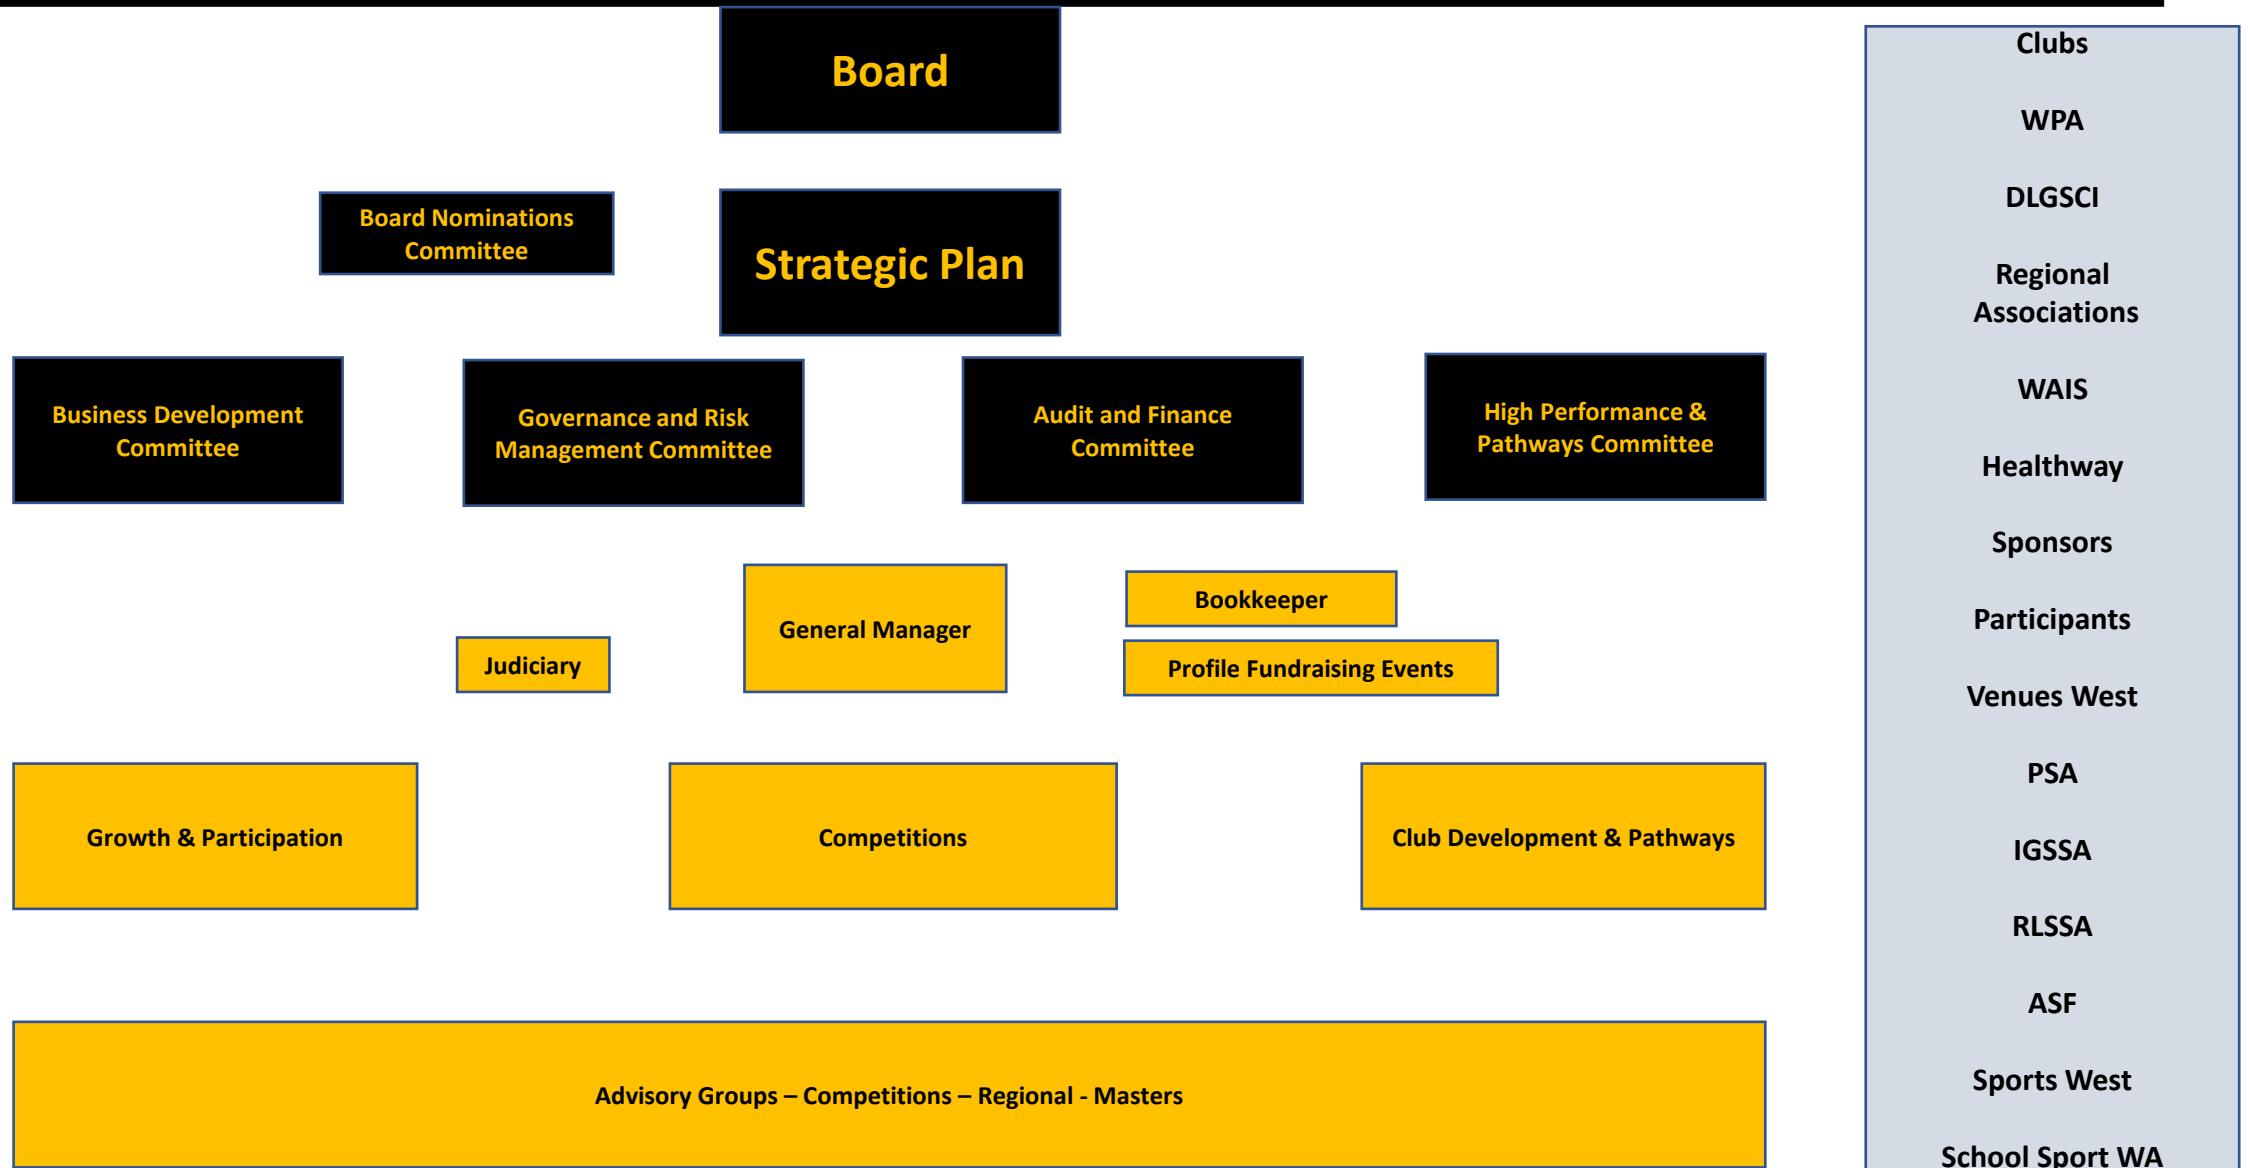 Board
Board Nominations
Committee
Strategic Plan
Business Development
Committee
Governance and Risk
Management Committee
Audit and Finance
Committee
High Performance &
Pathways Committee
General Manager
Bookkeeper
Judiciary
Profile Fundraising Events
Growth & Participation
Competitions
Club Development & Pathways
Advisory Groups – Competitions – Regional - Masters
Clubs
WPA
DLGSCI
Regional
Associations
WAIS
Healthway
Sponsors
Participants
Venues West
PSA
IGSSA
RLSSA
ASF
Sports West
School Sport WA